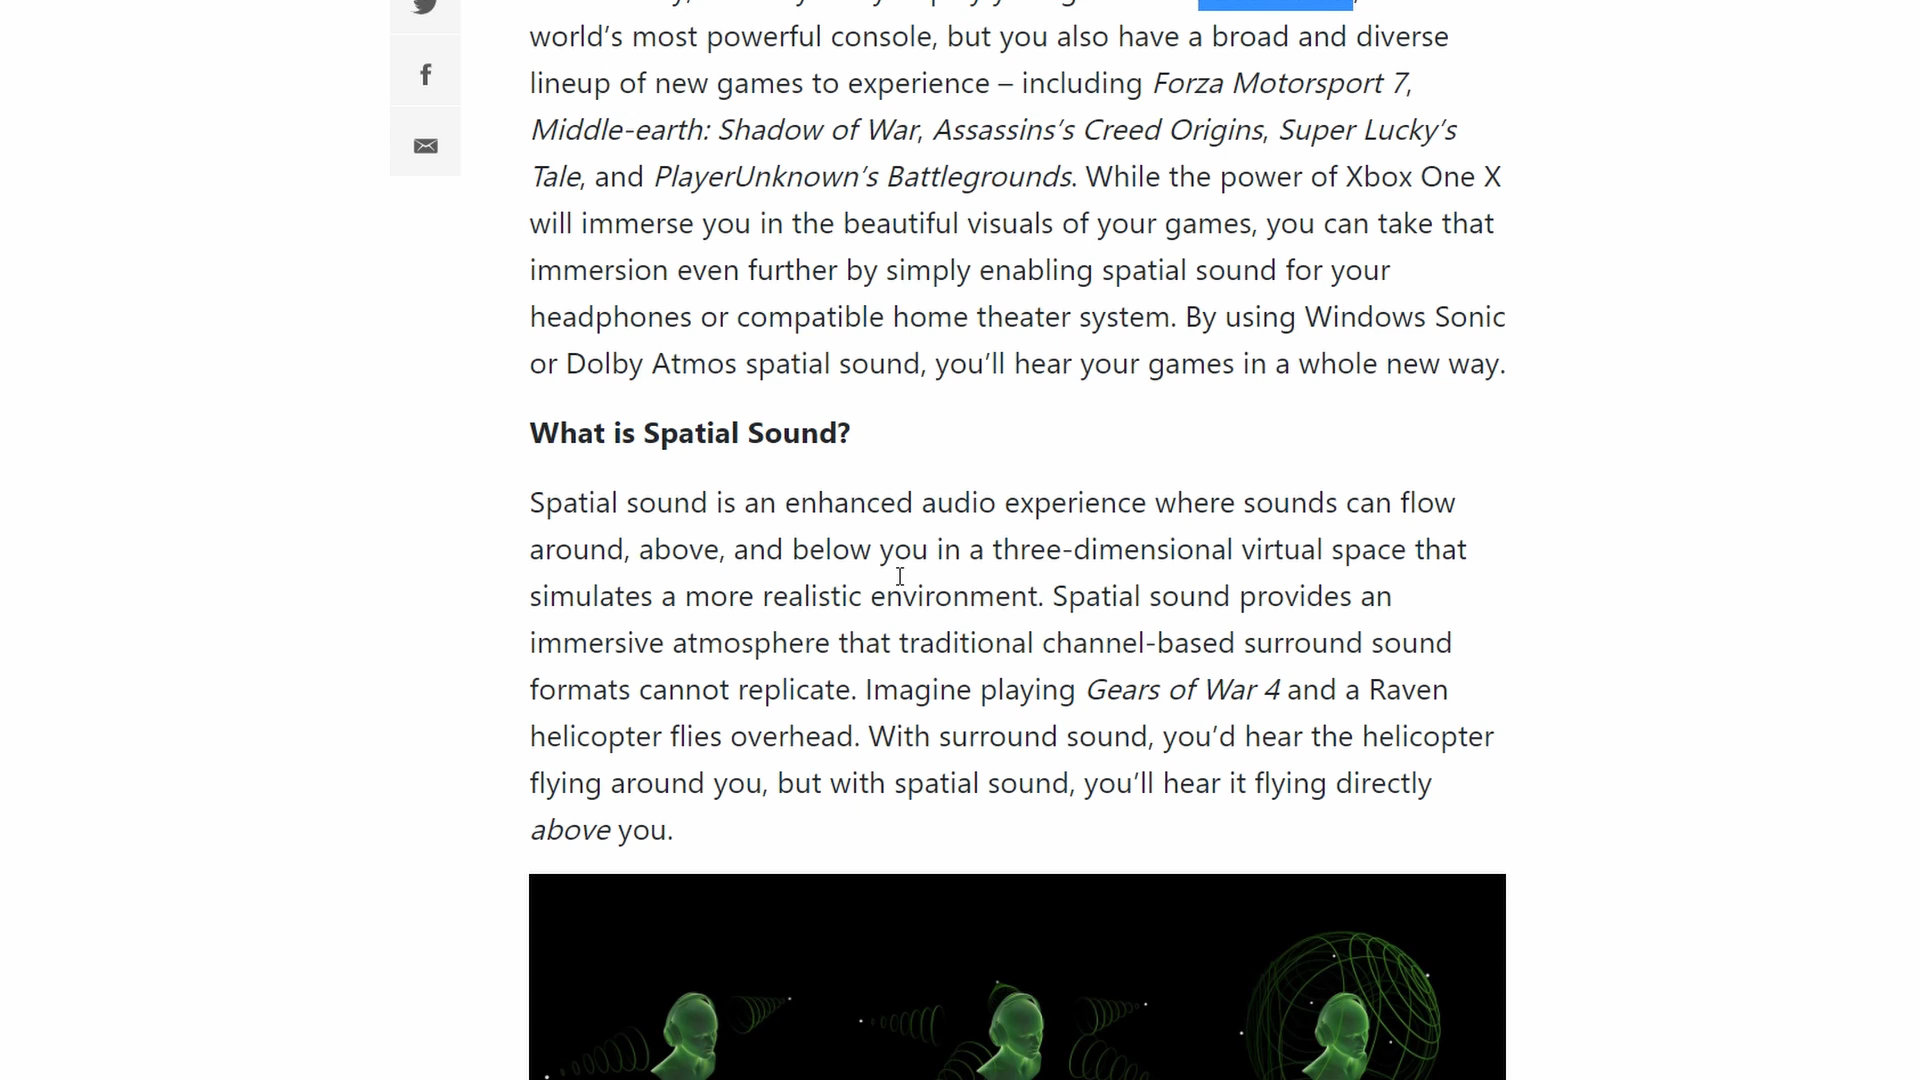 world’s most powerful console, but you also have a broad and diverse
lineup of new games to experience – including Forza Motorsport 7,
Middle-earth: Shadow of War, Assassins’s Creed Origins, Super Lucky’s
Tale, and PlayerUnknown’s Battlegrounds. While the power of Xbox One X
will immerse you in the beautiful visuals of your games, you can take that
immersion even further by simply enabling spatial sound for your
headphones or compatible home theater system. By using Windows Sonic
or Dolby Atmos spatial sound, you’ll hear your games in a whole new way.
What is Spatial Sound?
Spatial sound is an enhanced audio experience where sounds can flow
around, above, and below you in a three-dimensional virtual space that
simulates a more realistic environment. Spatial sound provides an
immersive atmosphere that traditional channel-based surround sound
formats cannot replicate. Imagine playing Gears of War 4 and a Raven
helicopter flies overhead. With surround sound, you’d hear the helicopter
flying around you, but with spatial sound, you’ll hear it flying directly
above you.